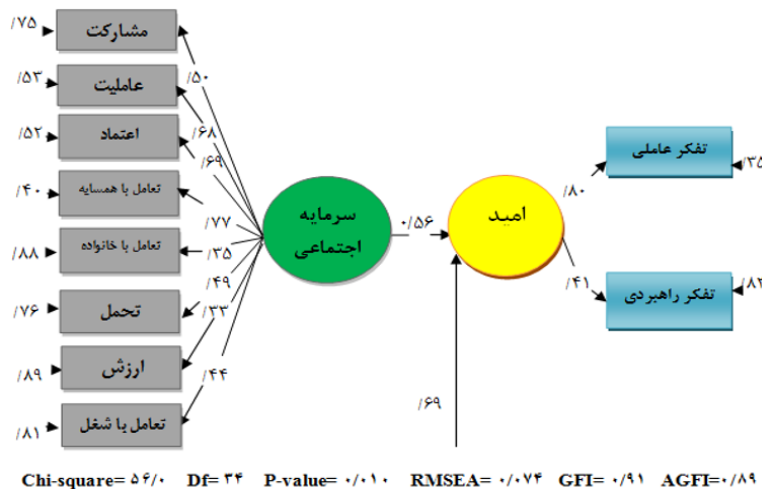 /۷۵
مشارکت
/۵۰
/۵۳
عاملیت
/۶۸
/۵۲
اعتماد
/۶۹
تفکر عاملی
/۳۵
/۴۰
تعامل با همسایه
/۷۷
سرمایه
اجتماعی
۰/۵۶
امید
/۸۰
/۸۸
تعامل با خانواده
/۳۵
/۴۹
/۴۱
تفکر راهبردی
/۸۲
/۷۶
تحمل
/۳۳
/۸۹
ارزش
/۴۴
/۶۹
/۸۱
تعامل با شغل
Chi-square= ۵۶/۰ Df= ۳۴ P-value= ۰/۰۱۰ RMSEA= ۰/۰۷۴ GFI= ۰/۹۱ AGFI=۰/۸۹